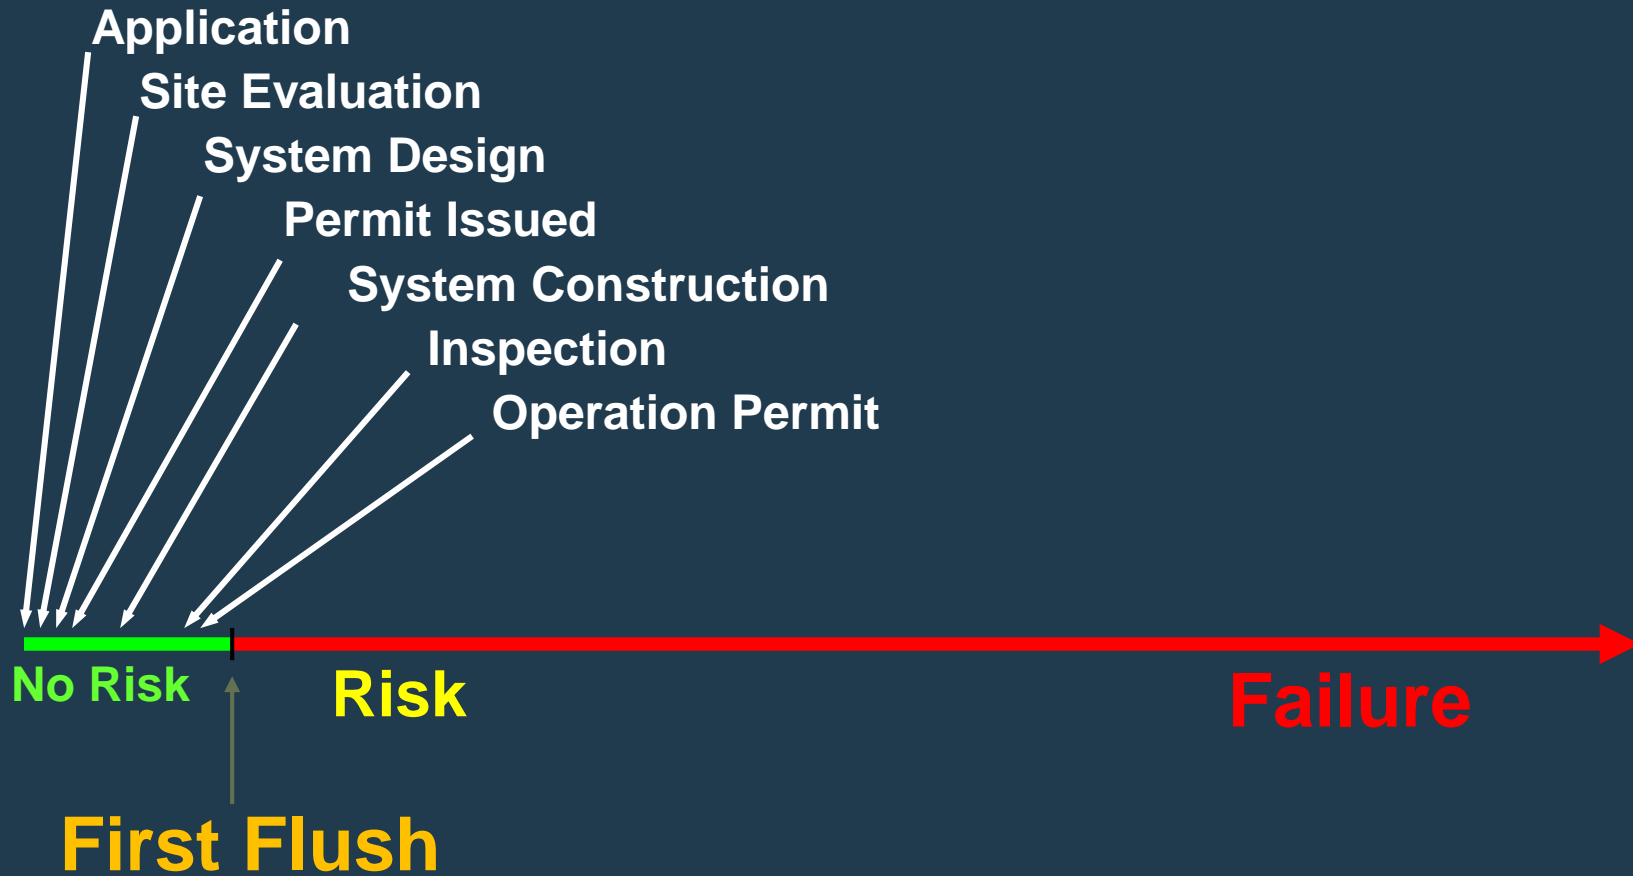 Application
Site Evaluation
System Design
Permit Issued
System Construction
Inspection
Operation Permit
No Risk
Risk
Failure
First Flush